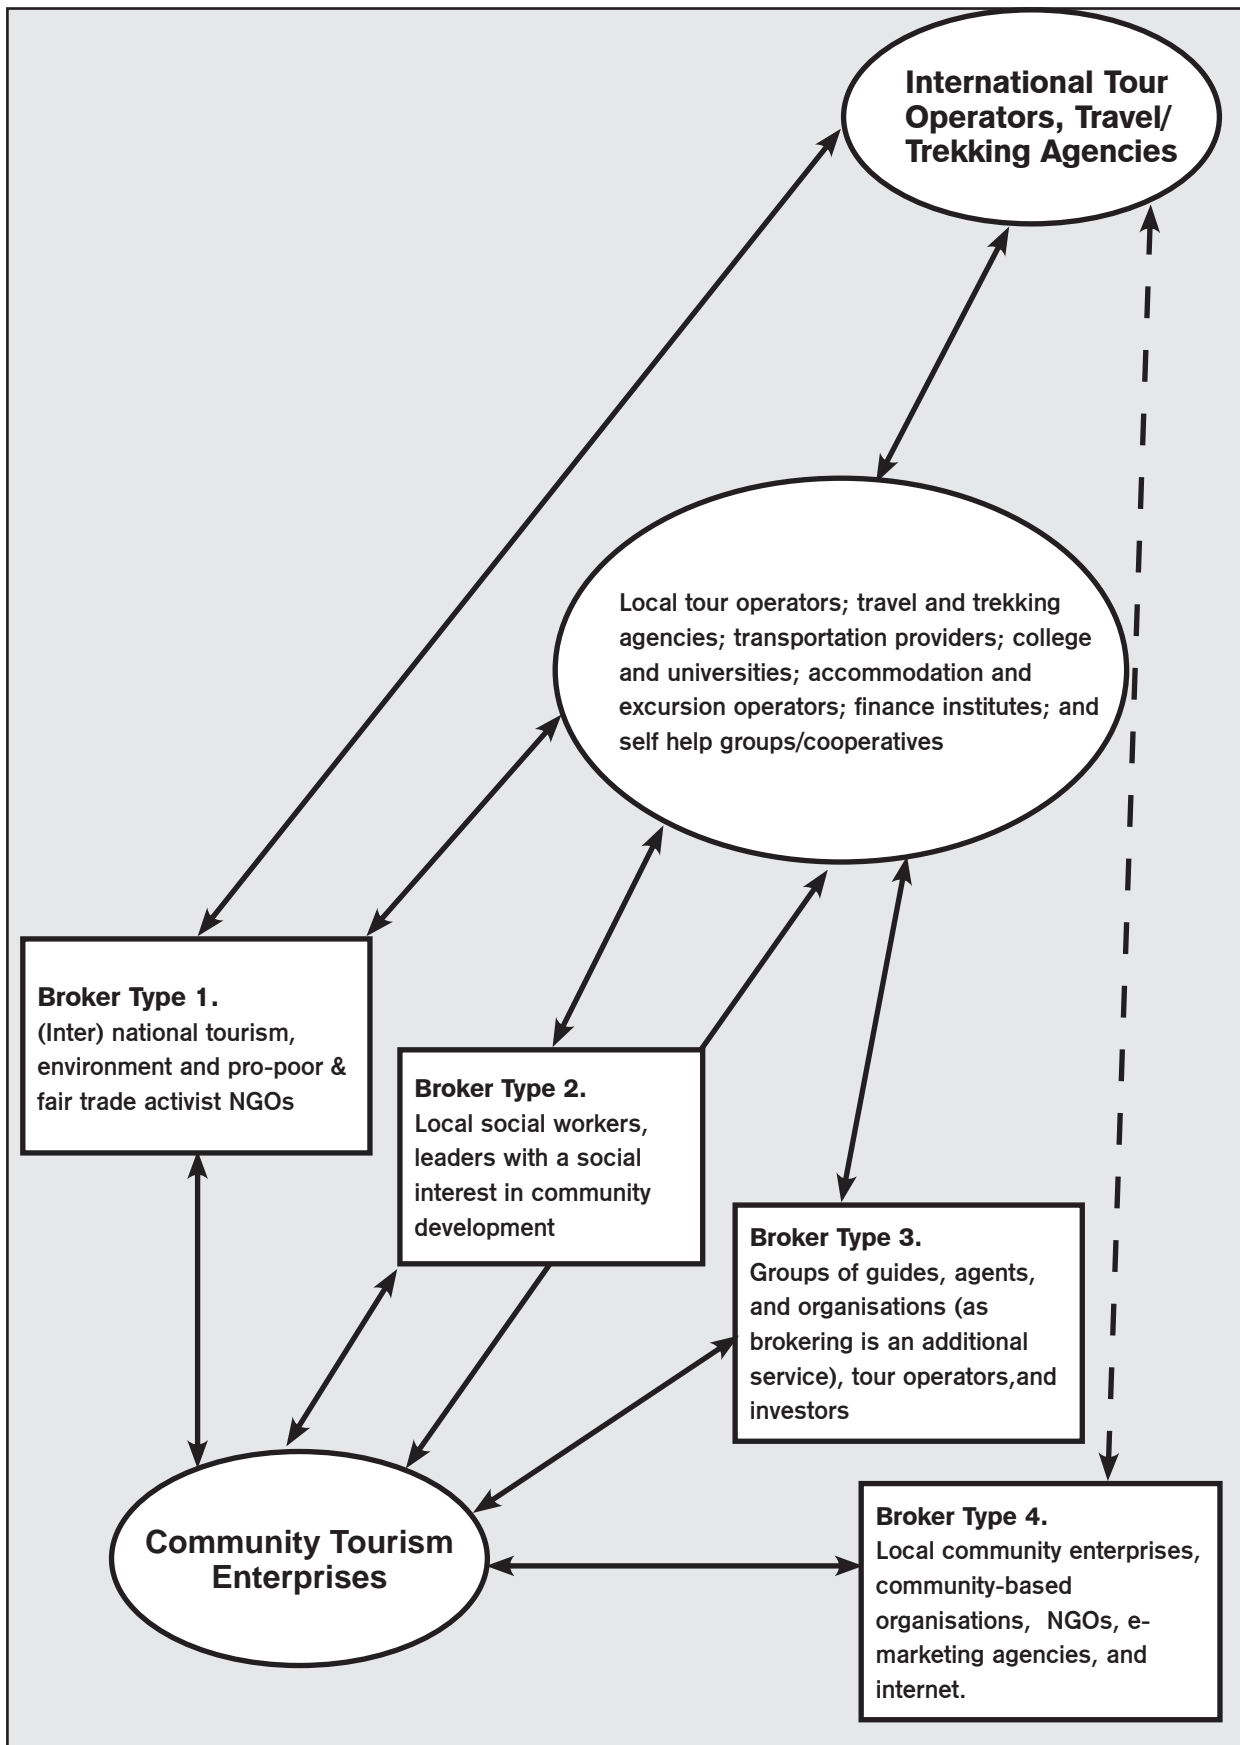 International Tour
Operators, Travel/
Trekking Agencies
Local tour operators; travel and trekking
agencies; transportation providers; college
and universities; accommodation and
excursion operators; finance institutes; and
self help groups/cooperatives
Broker Type 1.
(Inter) national tourism,
environment and pro-poor &
fair trade activist NGOs
Broker Type 2.
Local social workers,
leaders with a social
interest in community
development
Broker Type 3.
Groups of guides, agents,
and organisations (as
brokering is an additional
service), tour operators,and
investors
Community Tourism
Enterprises
Broker Type 4.
Local community enterprises,
community-based
organisations,  NGOs, e-
marketing agencies, and
internet.